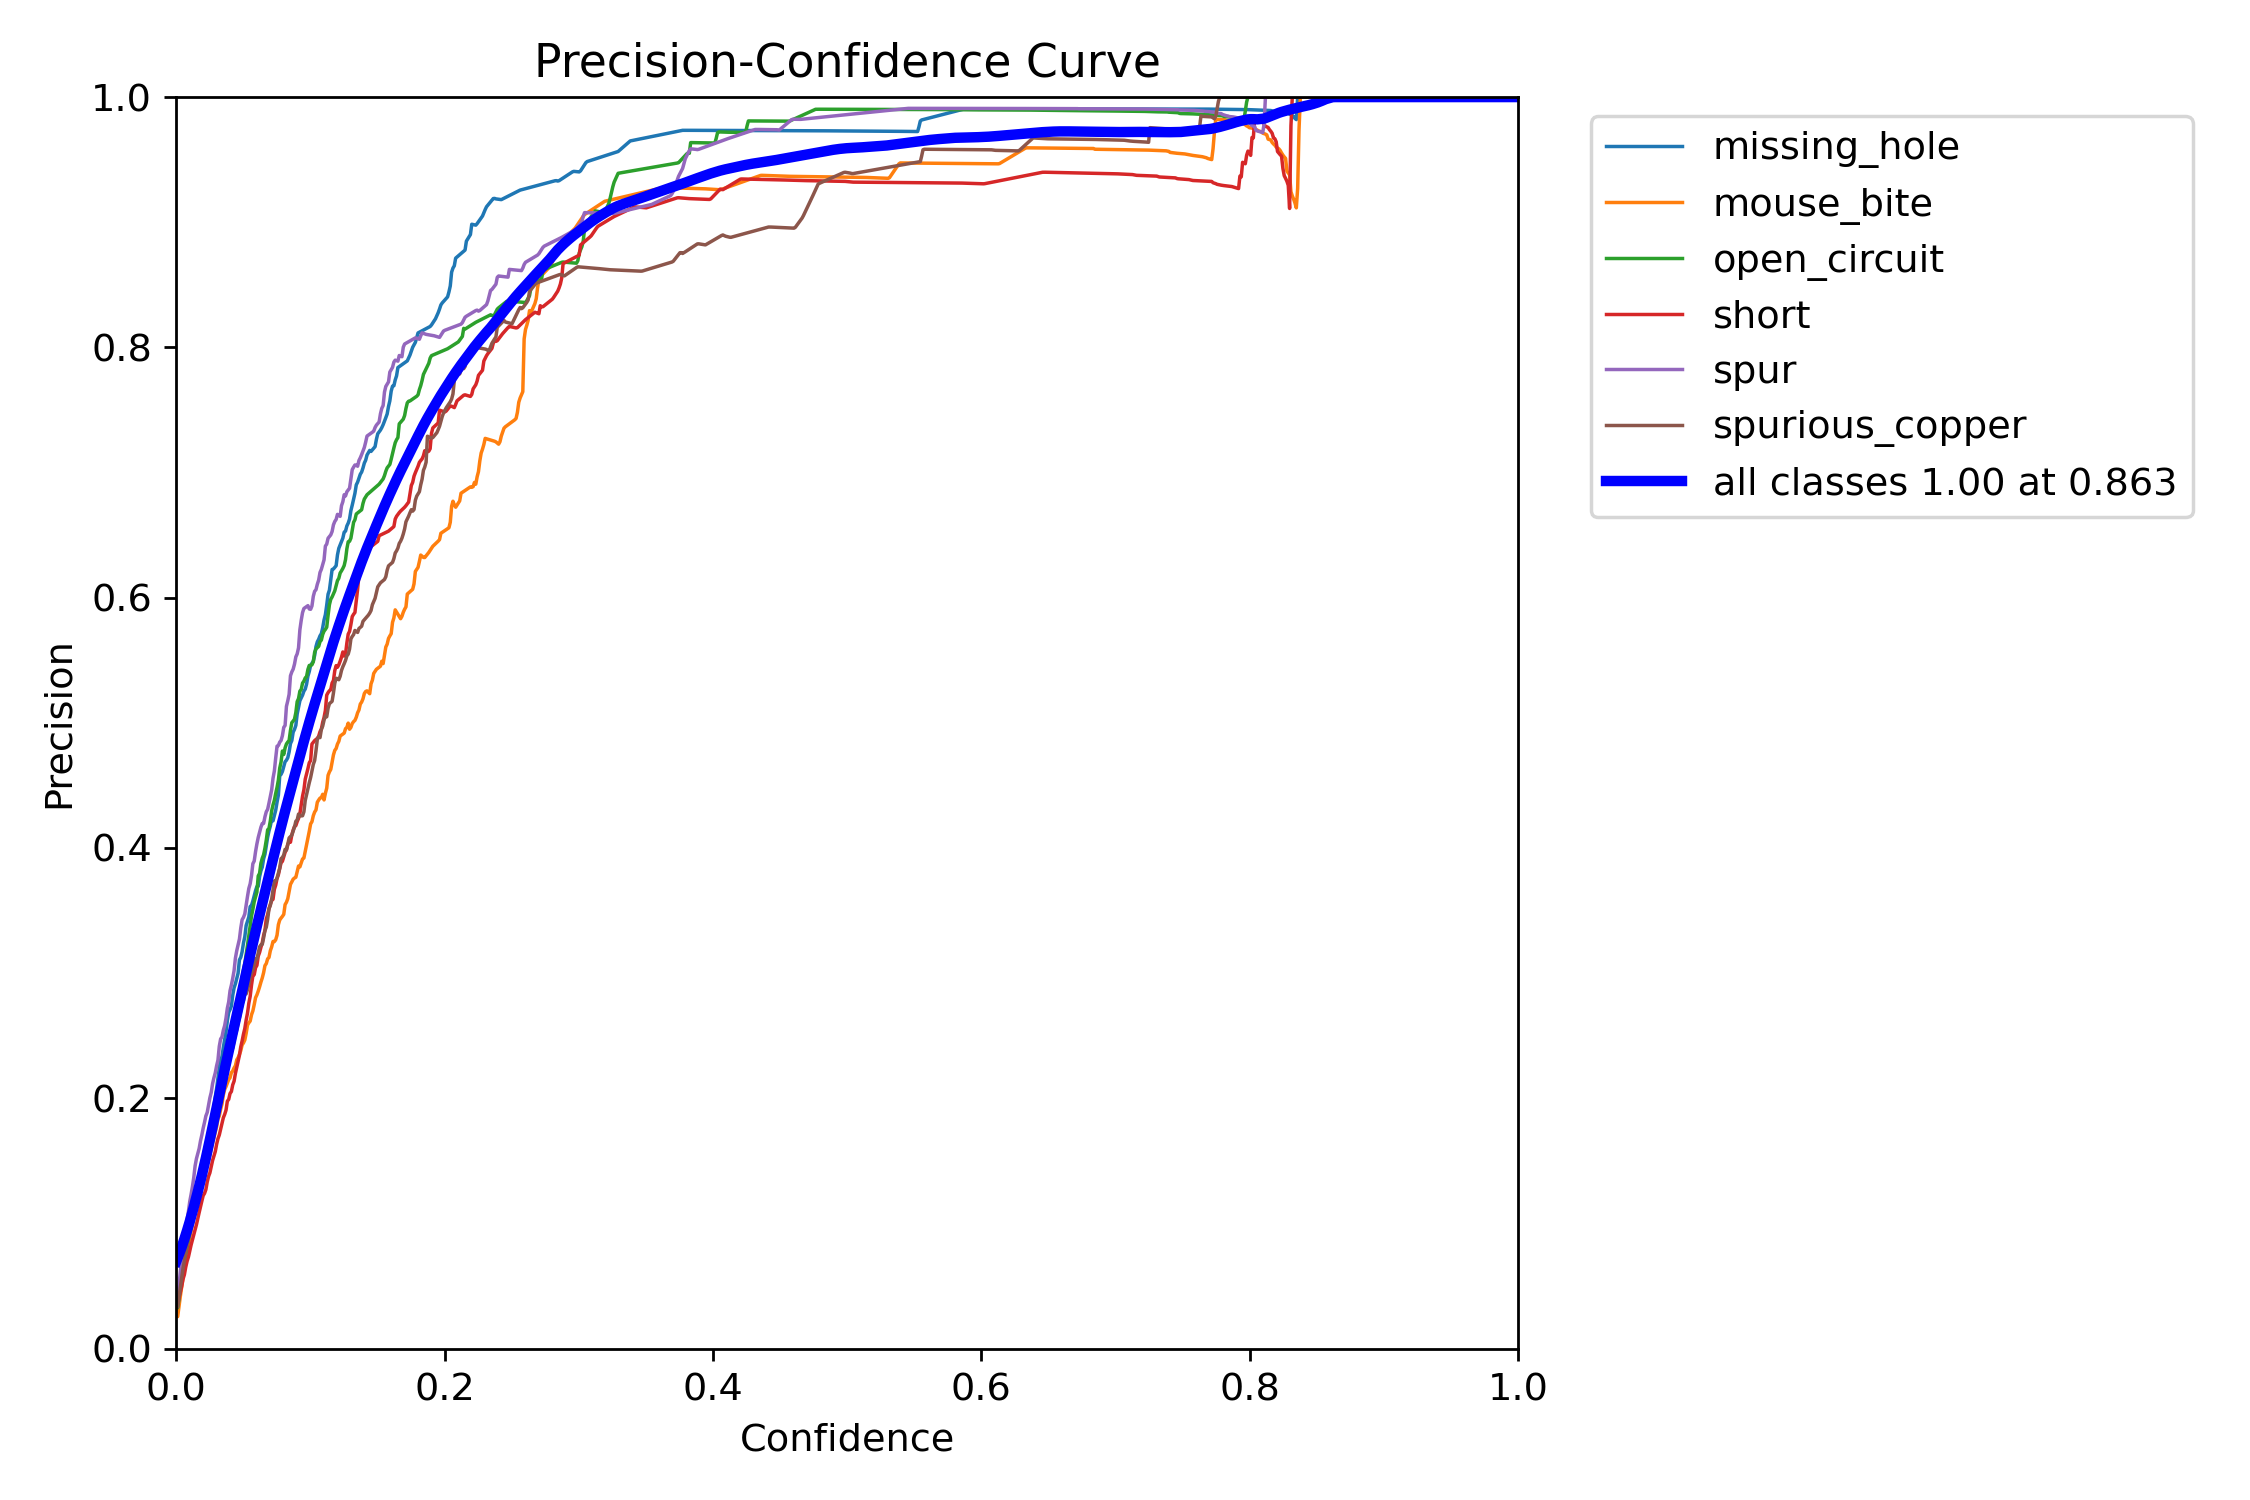 Precision-Confidence Curve
1.0
0.8
0.6
0.4
0.2
0.0
Precision
0.0 0.2 0.4 0.6 0.8 1.0
Confidence
missing_hole
mouse_bite
open_circuit
short
spur
spurious_copper
all classes 1.00 at 0.863